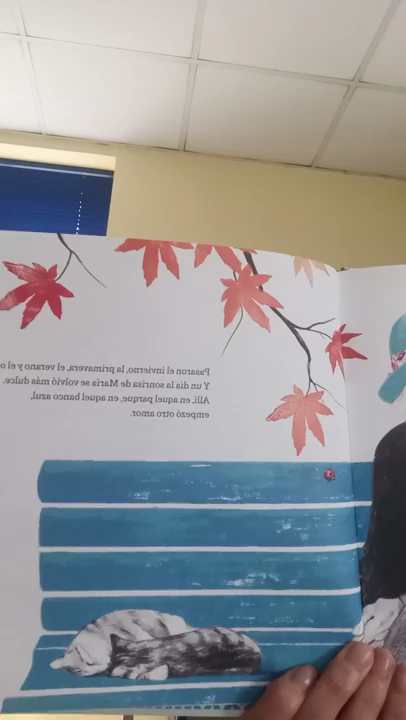 Pasaron el invierno, la primavera, el verano y el o
Y un día la sonrisa de María se volvió más dulce.
Allí, en aquel parque, en aquel banco azul,
empezó otro amor.